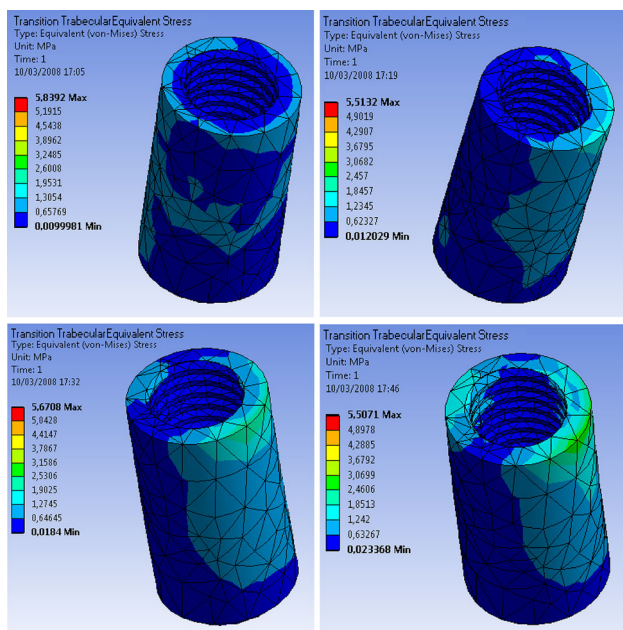 Transition TrabecularEquivalent Stress
Type: Equivalent (von-Mises) Stress
Unit: MPa
Time: 1
10/03/2008 17:05
5,8392 Max
5,1915
4,5438
3,8962
3,2485
2,6008
1,9531
1,3054
0,65769
0,0099981 Min
Transition TrabecularEquivalent Stress
Type: Equivalent (von-Mises) Stress
Unit: MPa
Time: 1
10/03/2008 17:19
5,5132 Max
4,9019
4,2907
3,6795
3,0682
2,457
1,8457
1,2345
0,62327
0,012029 Min
Transition TrabecularEquivalent Stress
Type: Equivalent (von-Mises) Stress
Unit: MPa
Time: 1
10/03/2008 17:32
5,6708 Max
5,0428
4,4147
3,7867
3,1586
2,5306
1,9025
1,2745
0,64645
0,0184 Min
Transition TrabecularEquivalent Stress
Type: Equivalent (von-Mises) Stress
Unit: MPa
Time: 1
10/03/2008 17:46
5,5071 Max
4,8978
4,2885
3,6792
3,0699
2,4606
1,8513
1,242
0,63267
0,023368 Min